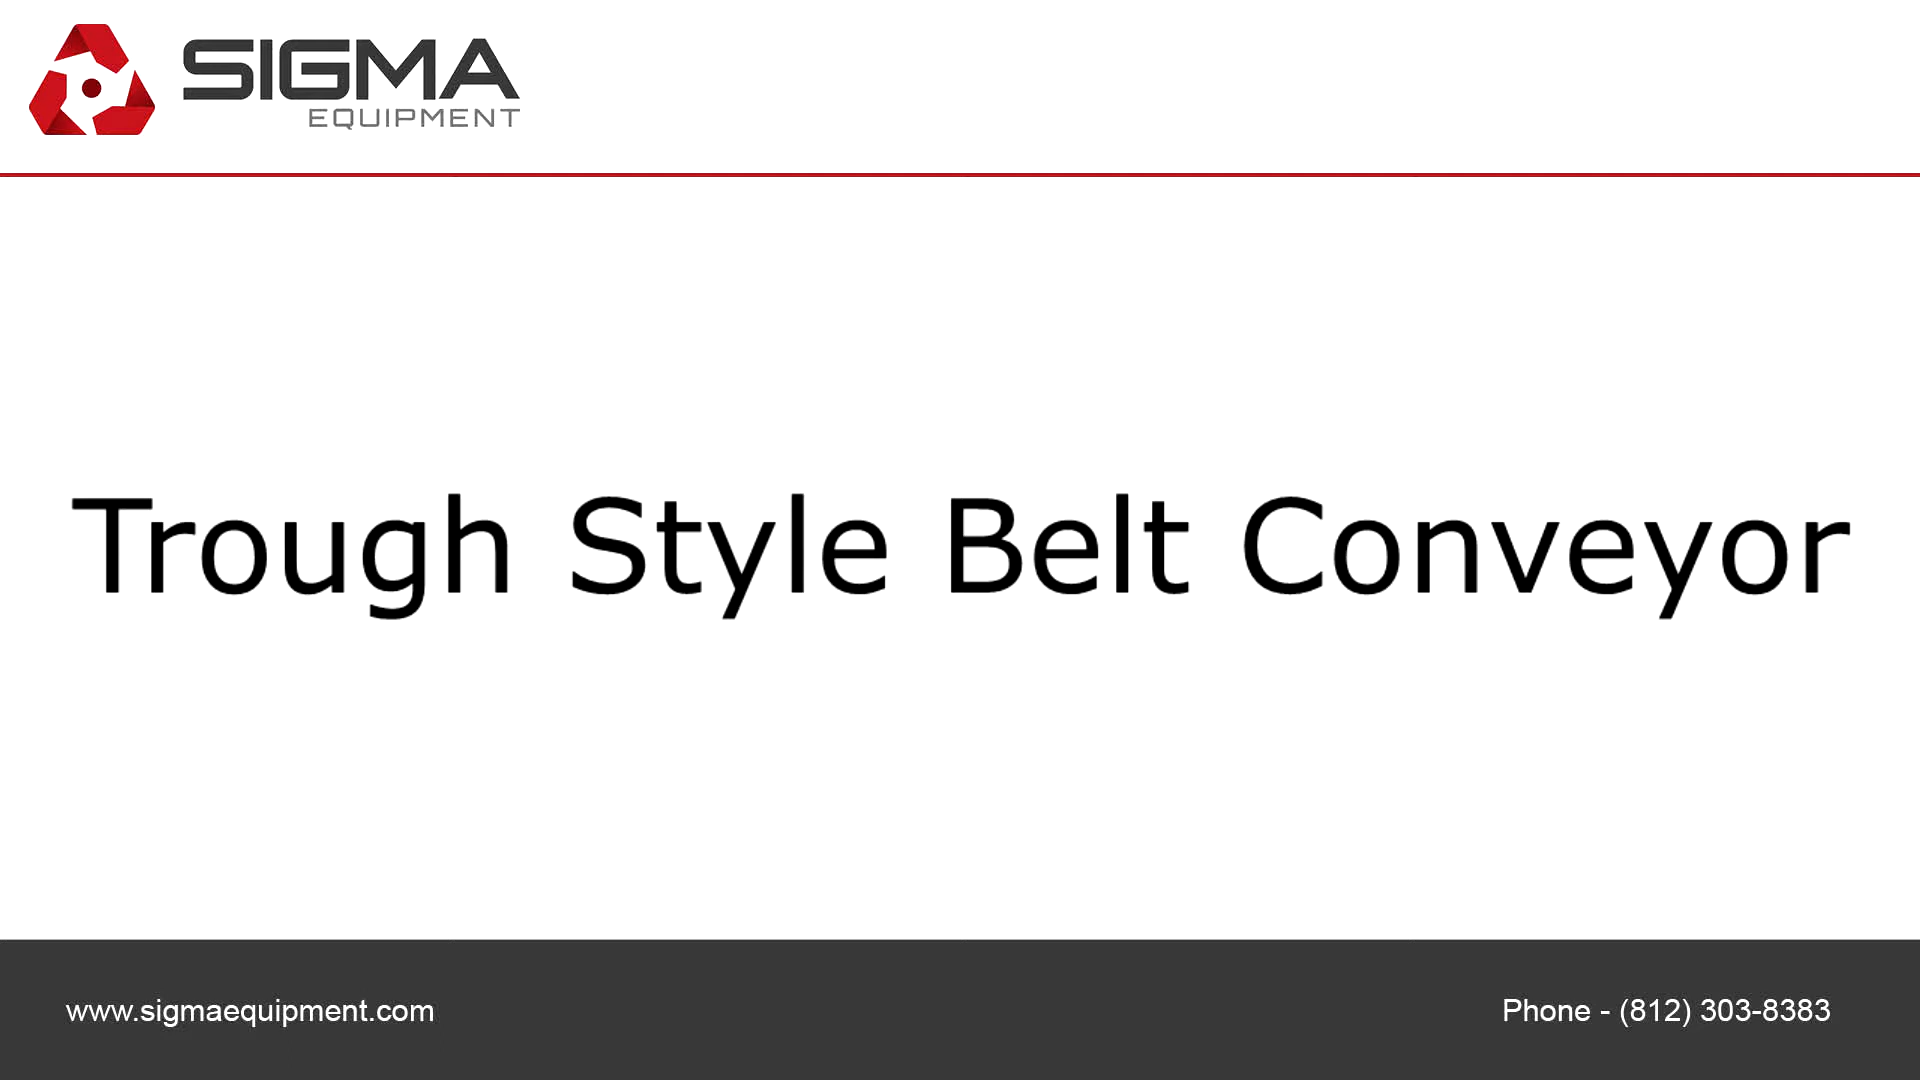 SIGMA
EQUIPMENT
Trough Style Belt Conveyor
www.sigmaequipment.com
Phone - (812) 303-8383